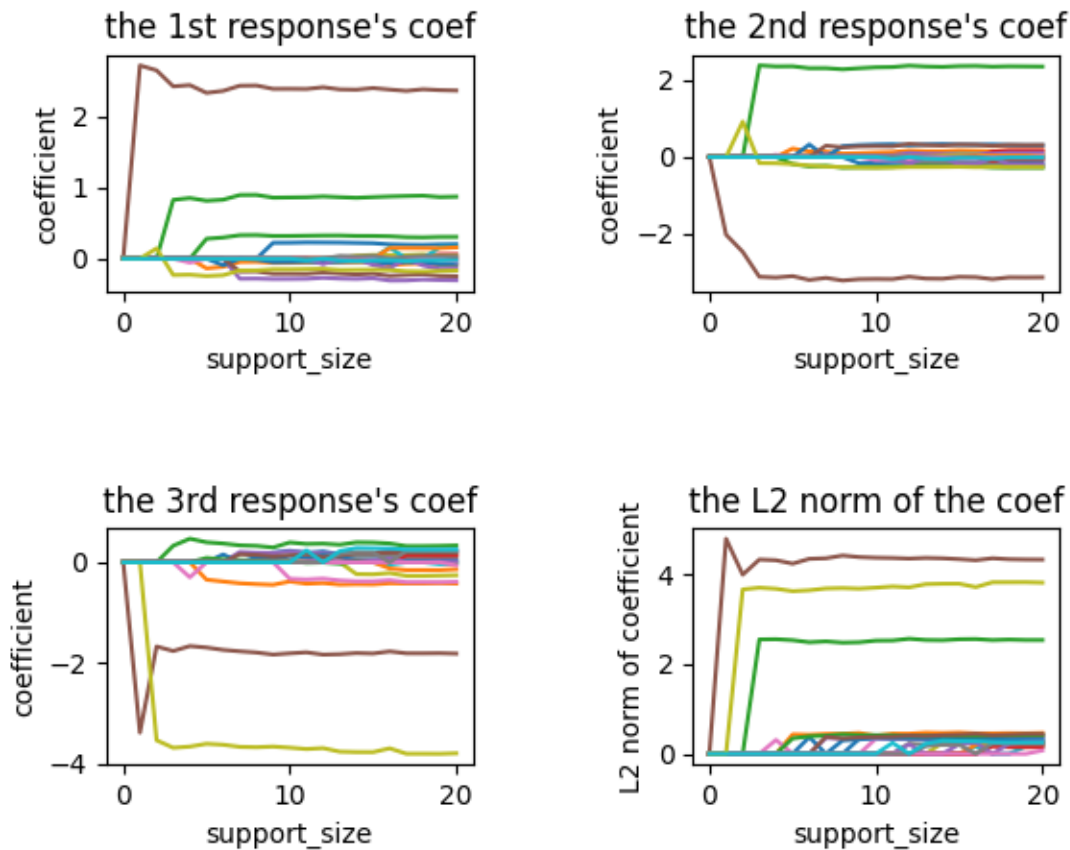 the 1st response's coef
coefficient
2
1
0
0
10
20
support_size
the 2nd response's coef
coefficient
2
0
−2
0
10
20
support_size
the 3rd response's coef
coefficient
0
−2
−4
0
10
20
support_size
the L2 norm of the coef
L2 norm of coefficient
4
2
0
0
10
20
support_size